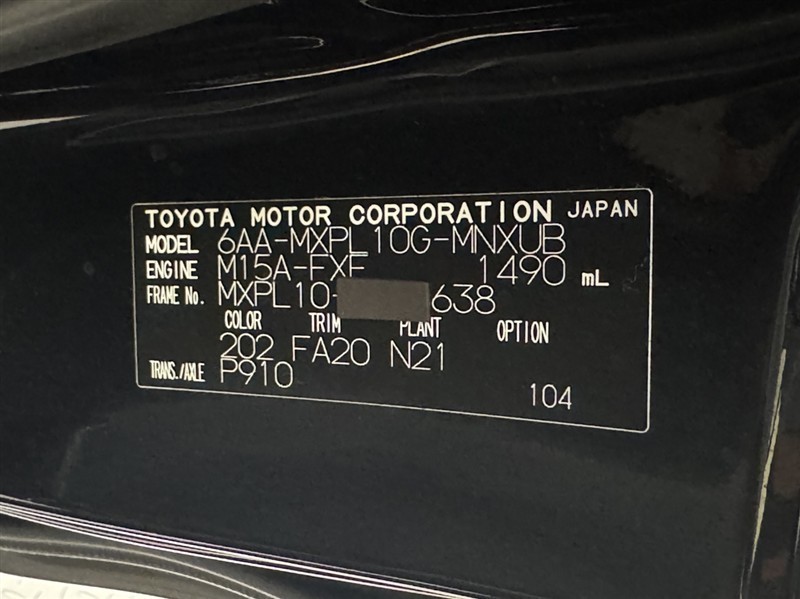 TOYOTA MOTOR CORPORATION JAPAN
MODEL 6AA-MXPL10G-MNXUB
ENGINE M15A-FXE 1490 mL
FRAME No. MXPL10- 638
COLOR TRIM PLANT OPTION
202 FA20 N21
TRANS./AXLE P910
104